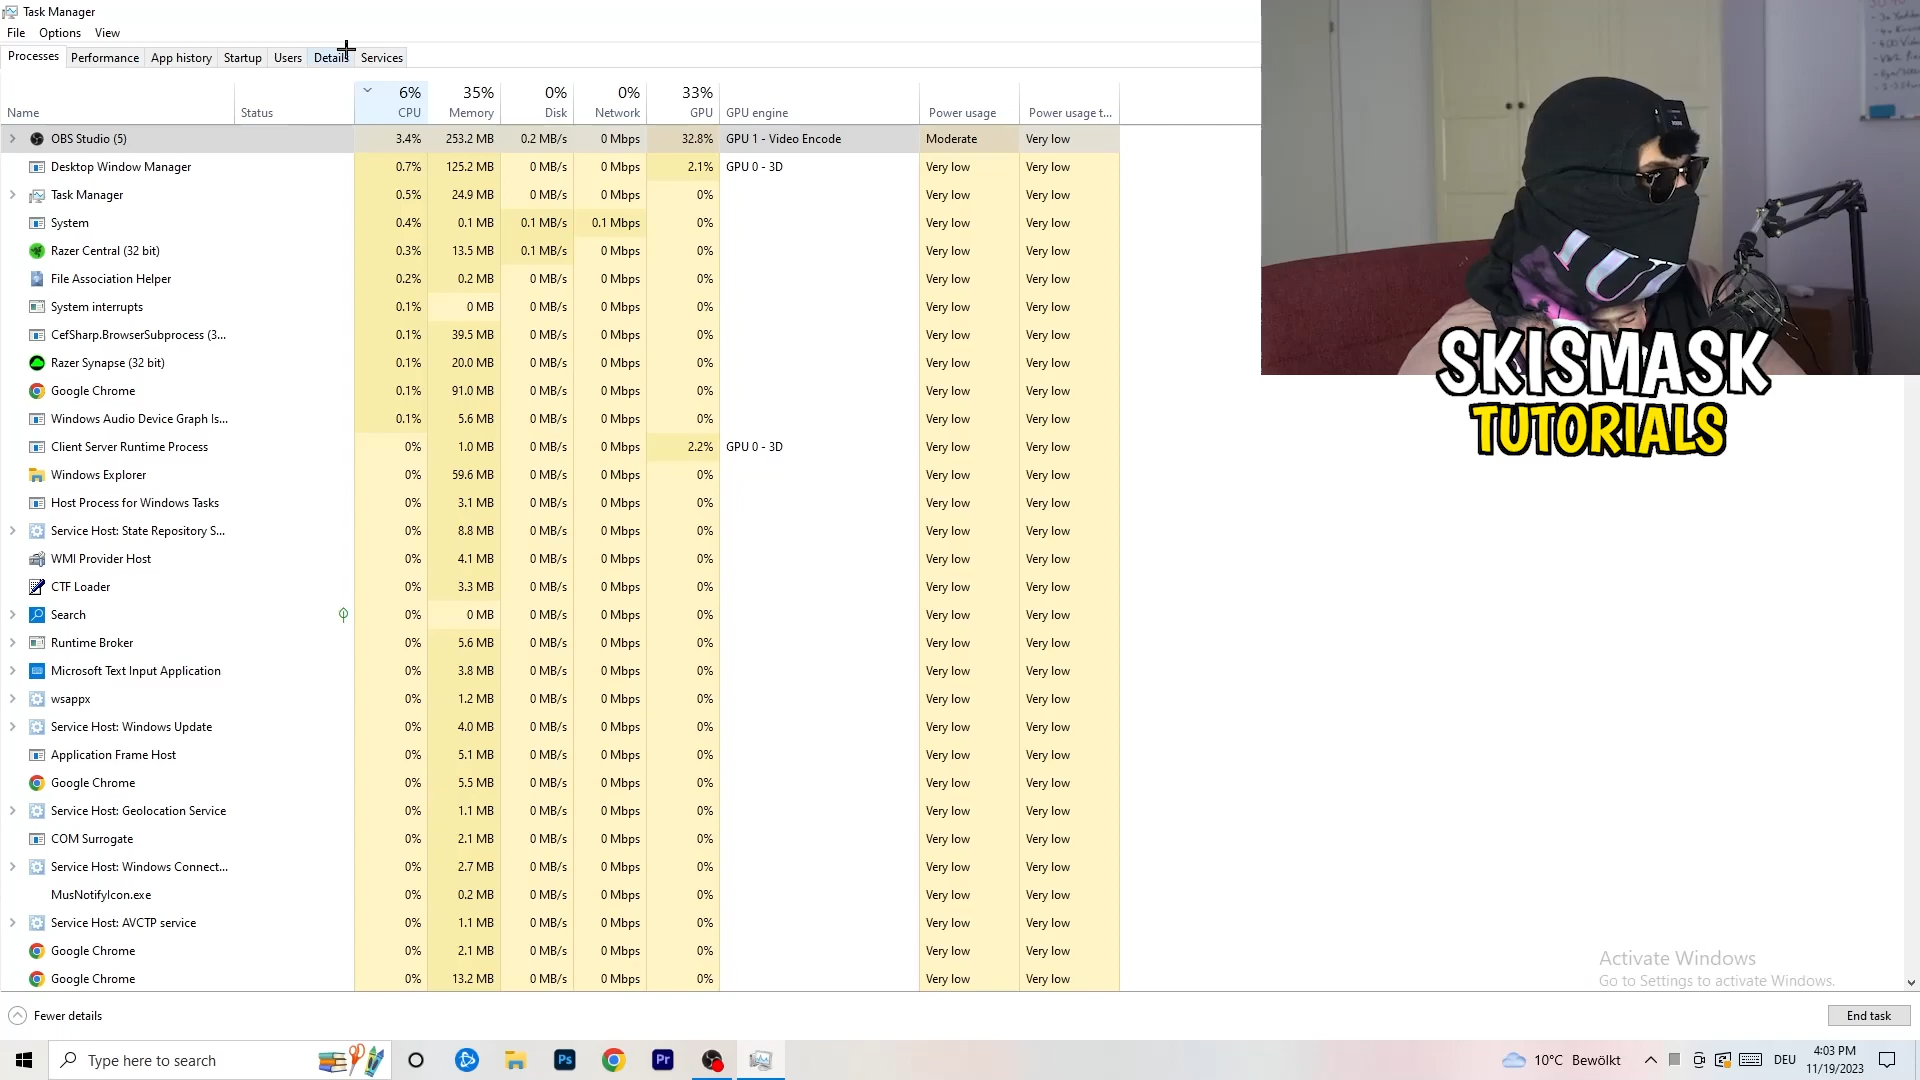 Task Manager
File Options View
Processes Performance App history Startup Users Details Services
6% 35% 0% 0% 33%
Name Status CPU Memory Disk Network GPU GPU engine Power usage Power usage t...
OBS Studio (5) 3.4% 253.2 MB 0.2 MB/s 0 Mbps 32.8% GPU 1 - Video Encode Moderate Very low
Desktop Window Manager 0.7% 125.2 MB 0 MB/s 0 Mbps 2.1% GPU 0 - 3D Very low Very low
Task Manager 0.5% 24.9 MB 0 MB/s 0 Mbps 0% Very low Very low
System 0.4% 0.1 MB 0.1 MB/s 0.1 Mbps 0% Very low Very low
Razer Central (32 bit) 0.3% 13.5 MB 0.1 MB/s 0 Mbps 0% Very low Very low
File Association Helper 0.2% 0.2 MB 0 MB/s 0 Mbps 0% Very low Very low
System interrupts 0.1% 0 MB 0 MB/s 0 Mbps 0% Very low Very low
CefSharp.BrowserSubprocess (3... 0.1% 39.5 MB 0 MB/s 0 Mbps 0% Very low Very low
Razer Synapse (32 bit) 0.1% 20.0 MB 0 MB/s 0 Mbps 0% Very low Very low
Google Chrome 0.1% 91.0 MB 0 MB/s 0 Mbps 0% Very low Very low
Windows Audio Device Graph Is... 0.1% 5.6 MB 0 MB/s 0 Mbps 0% Very low Very low
Client Server Runtime Process 0% 1.0 MB 0 MB/s 0 Mbps 2.2% GPU 0 - 3D Very low Very low
Windows Explorer 0% 59.6 MB 0 MB/s 0 Mbps 0% Very low Very low
Host Process for Windows Tasks 0% 3.1 MB 0 MB/s 0 Mbps 0% Very low Very low
Service Host: State Repository S... 0% 8.8 MB 0 MB/s 0 Mbps 0% Very low Very low
WMI Provider Host 0% 4.1 MB 0 MB/s 0 Mbps 0% Very low Very low
CTF Loader 0% 3.3 MB 0 MB/s 0 Mbps 0% Very low Very low
Search 0% 0 MB 0 MB/s 0 Mbps 0% Very low Very low
Runtime Broker 0% 5.6 MB 0 MB/s 0 Mbps 0% Very low Very low
Microsoft Text Input Application 0% 3.8 MB 0 MB/s 0 Mbps 0% Very low Very low
wsappx 0% 1.2 MB 0 MB/s 0 Mbps 0% Very low Very low
Service Host: Windows Update 0% 4.0 MB 0 MB/s 0 Mbps 0% Very low Very low
Application Frame Host 0% 5.1 MB 0 MB/s 0 Mbps 0% Very low Very low
Google Chrome 0% 5.5 MB 0 MB/s 0 Mbps 0% Very low Very low
Service Host: Geolocation Service 0% 1.1 MB 0 MB/s 0 Mbps 0% Very low Very low
COM Surrogate 0% 2.1 MB 0 MB/s 0 Mbps 0% Very low Very low
Service Host: Windows Connect... 0% 2.7 MB 0 MB/s 0 Mbps 0% Very low Very low
MusNotifyIcon.exe 0% 0.2 MB 0 MB/s 0 Mbps 0% Very low Very low
Service Host: AVCTP service 0% 1.1 MB 0 MB/s 0 Mbps 0% Very low Very low
Google Chrome 0% 2.1 MB 0 MB/s 0 Mbps 0% Very low Very low
Google Chrome 0% 13.2 MB 0 MB/s 0 Mbps 0% Very low Very low
SKISMASK
TUTORIALS
Activate Windows
Go to Settings to activate Windows.
Fewer details End task
Type here to search Ps Pr 10°C Bewölkt DEU 4:03 PM
11/19/2023